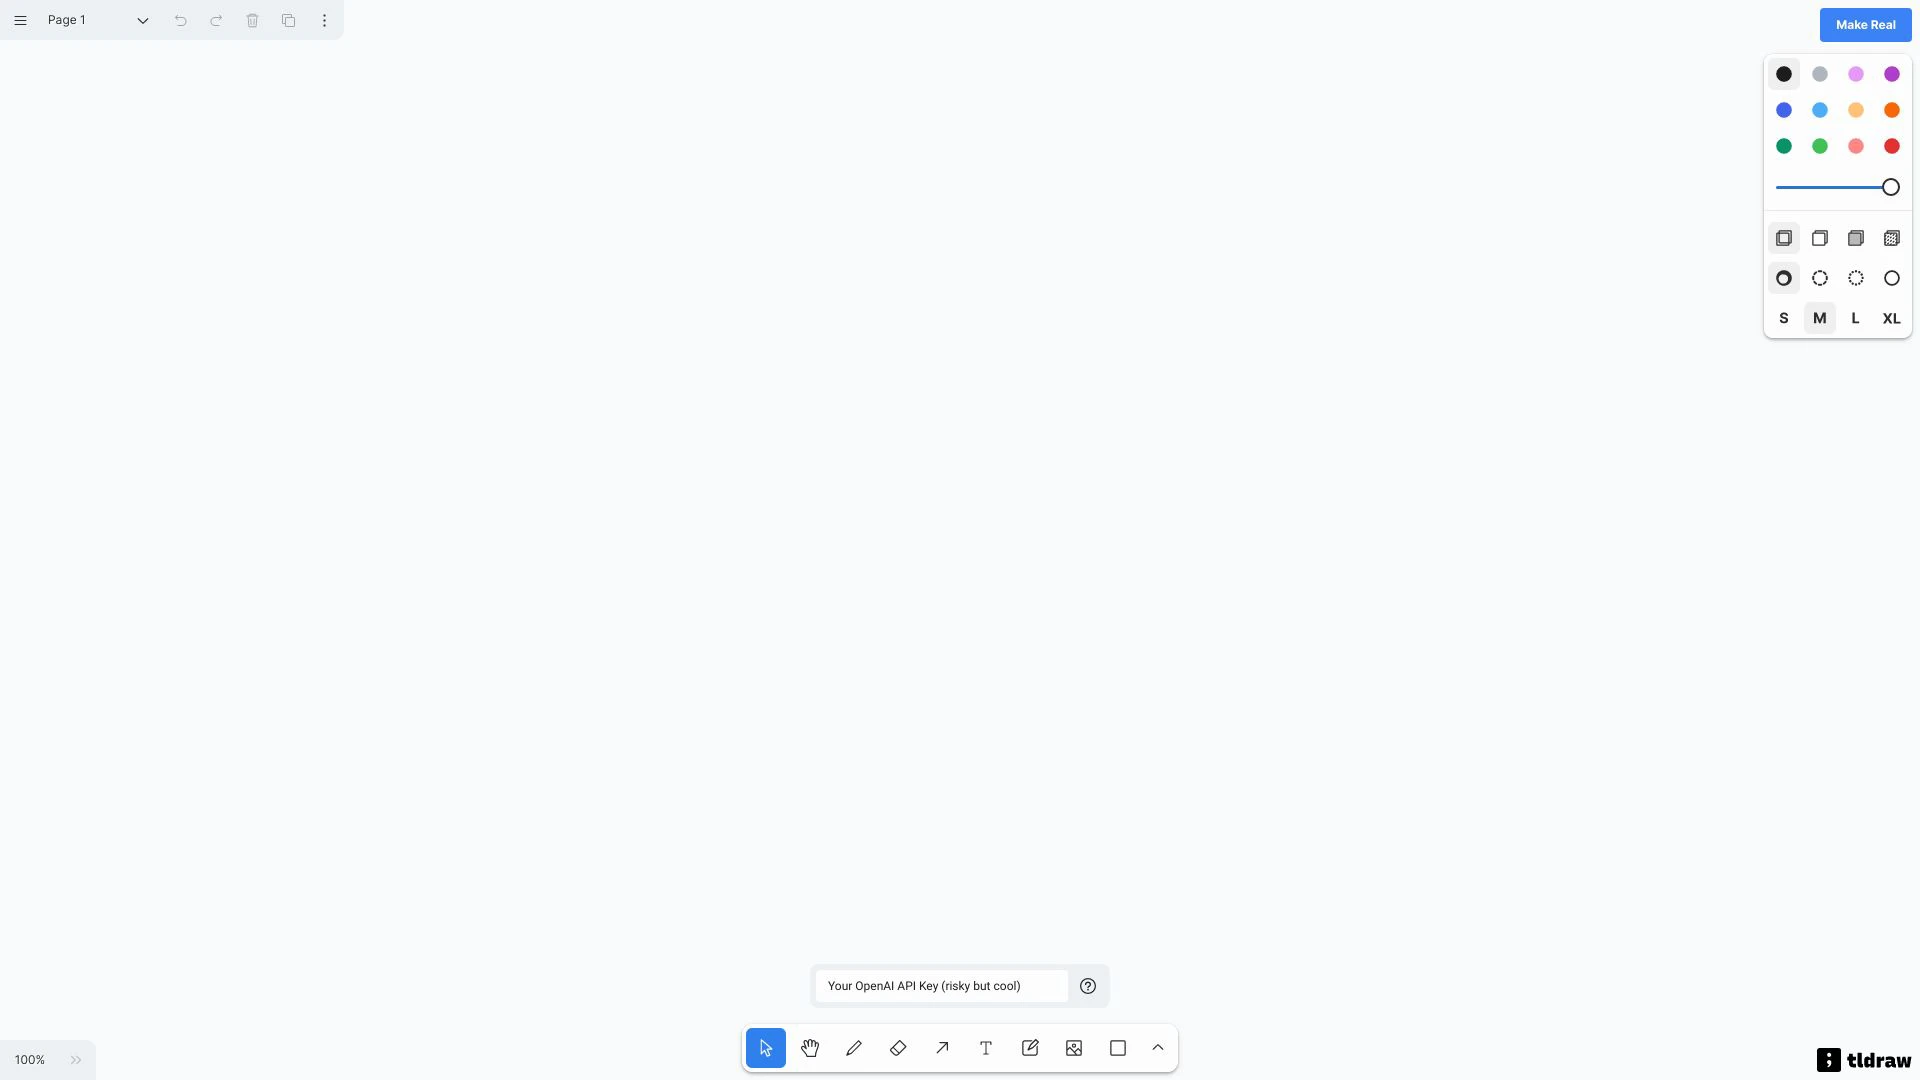 Page 1
Make Real
S M L XL
Your OpenAI API Key (risky but cool)
100%
tldraw